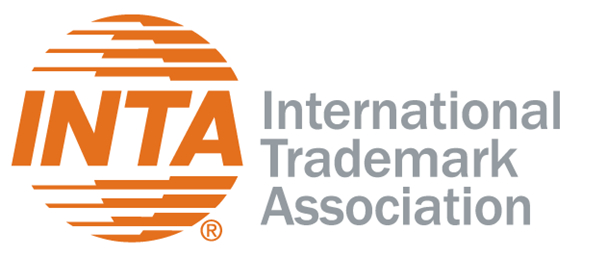 INTA
®
International
Trademark
Association